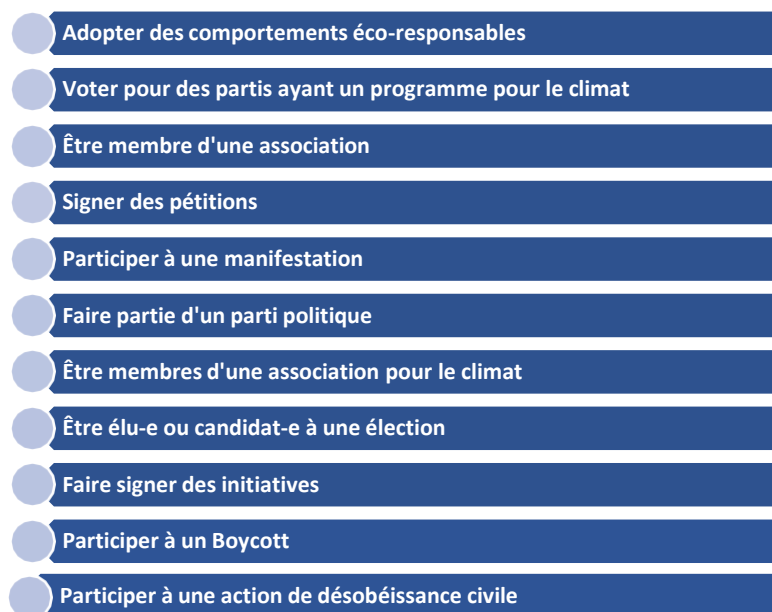 Adopter des comportements éco-responsables
Voter pour des partis ayant un programme pour le climat
Être membre d'une association
Signer des pétitions
Participer à une manifestation
Faire partie d'un parti politique
Être membres d'une association pour le climat
Être élu-e ou candidat-e à une élection
Faire signer des initiatives
Participer à un Boycott
Participer à une action de désobéissance civile